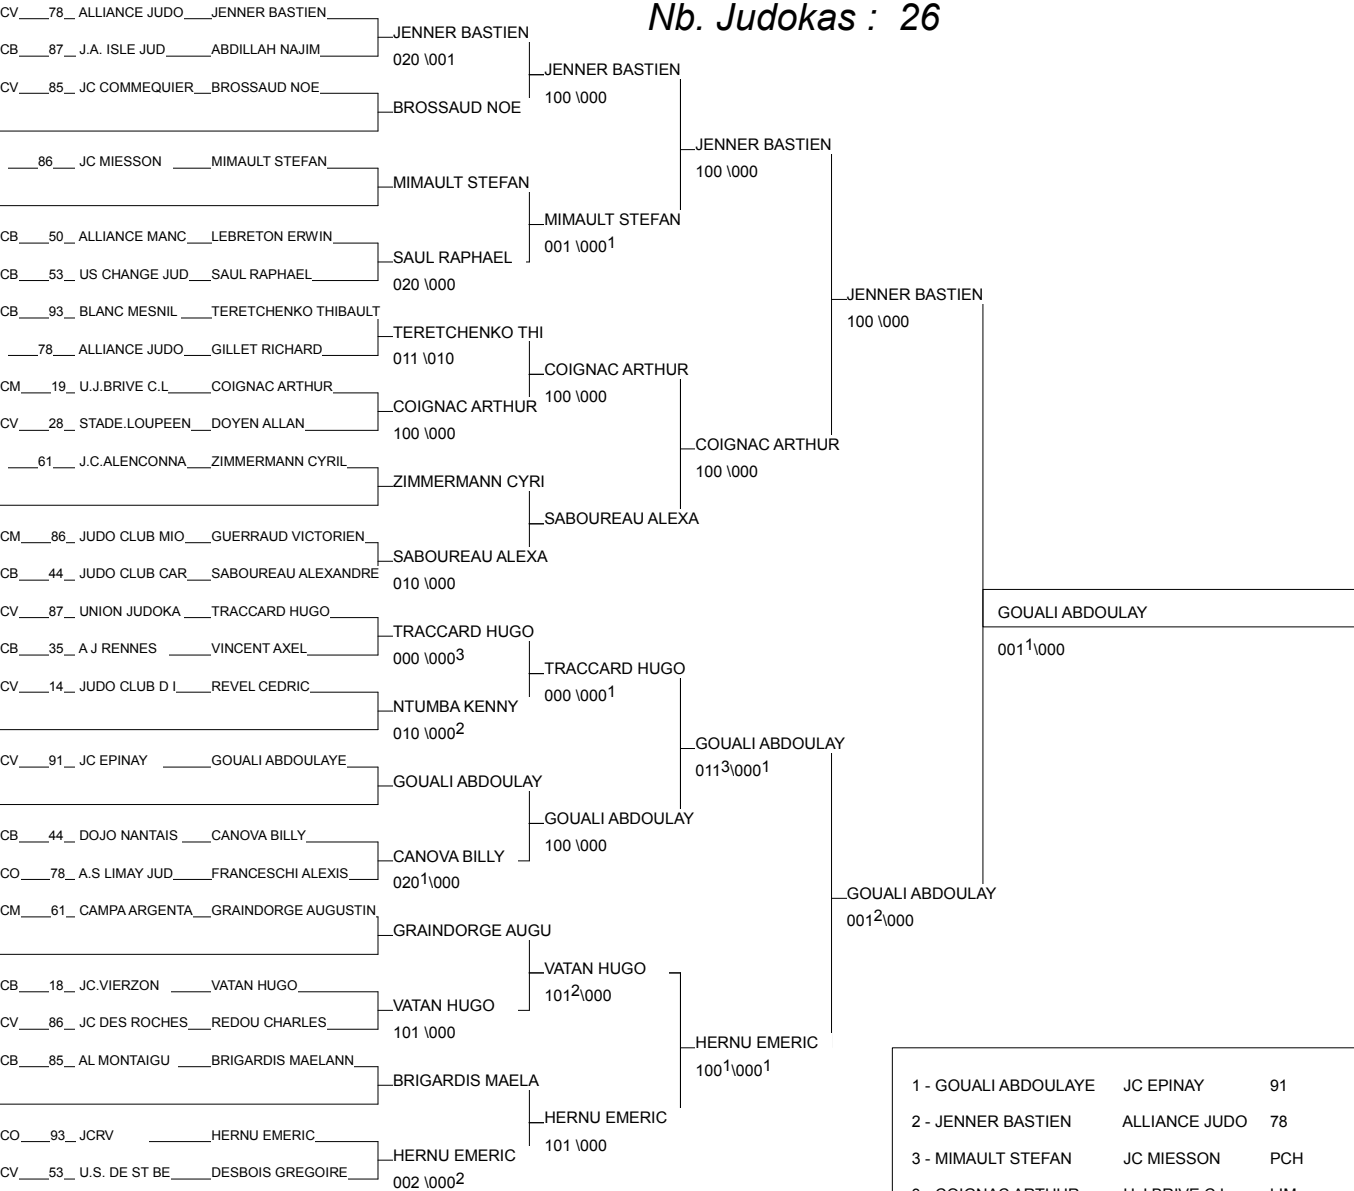 Nb. Judokas : 26
CV 78 ALLIANCE JUDO JENNER BASTIEN
JENNER BASTIEN
CB 87 J.A. ISLE JUD ABDILLAH NAJIM
020 \001
JENNER BASTIEN
CV 85 JC COMMEQUIER BROSSAUD NOE
100 \000
BROSSAUD NOE
JENNER BASTIEN
86 JC MIESSON MIMAULT STEFAN
100 \000
MIMAULT STEFAN
MIMAULT STEFAN
CB 50 ALLIANCE MANC LEBRETON ERWIN
001 \0001
SAUL RAPHAEL
CB 53 US CHANGE JUD SAUL RAPHAEL
020 \000
JENNER BASTIEN
CB 93 BLANC MESNIL TERETCHENKO THIBAULT
100 \000
TERETCHENKO THI
78 ALLIANCE JUDO GILLET RICHARD
011 \010
COIGNAC ARTHUR
CM 19 U.J.BRIVE C.L COIGNAC ARTHUR
100 \000
COIGNAC ARTHUR
CV 28 STADE.LOUPEEN DOYEN ALLAN
100 \000
COIGNAC ARTHUR
61 J.C.ALENCONNA ZIMMERMANN CYRIL
100 \000
ZIMMERMANN CYRI
SABOUREAU ALEXA
CM 86 JUDO CLUB MIO GUERRAUD VICTORIEN
SABOUREAU ALEXA
CB 44 JUDO CLUB CAR SABOUREAU ALEXANDRE
010 \000
CV 87 UNION JUDOKA TRACCARD HUGO
GOUALI ABDOULAY
TRACCARD HUGO
CB 35 A J RENNES VINCENT AXEL
0011\000
000 \0003
TRACCARD HUGO
CV 14 JUDO CLUB D I REVEL CEDRIC
000 \0001
NTUMBA KENNY
010 \0002
GOUALI ABDOULAY
CV 91 JC EPINAY GOUALI ABDOULAYE
0113\0001
GOUALI ABDOULAY
GOUALI ABDOULAY
CB 44 DOJO NANTAIS CANOVA BILLY
100 \000
CANOVA BILLY
CO 78 A.S LIMAY JUD FRANCESCHI ALEXIS
0201\000
GOUALI ABDOULAY
CM 61 CAMPA ARGENTA GRAINDORGE AUGUSTIN
0012\000
GRAINDORGE AUGU
VATAN HUGO
CB 18 JC.VIERZON VATAN HUGO
1012\000
VATAN HUGO
CV 86 JC DES ROCHES REDOU CHARLES
101 \000
HERNU EMERIC
CB 85 AL MONTAIGU BRIGARDIS MAELANN
1001\0001
BRIGARDIS MAELA
1 - GOUALI ABDOULAYE JC EPINAY 91
HERNU EMERIC
2 - JENNER BASTIEN ALLIANCE JUDO 78
CO 93 JCRV HERNU EMERIC
101 \000
HERNU EMERIC
3 - MIMAULT STEFAN JC MIESSON PCH
CV 53 U.S. DE ST BE DESBOIS GREGOIRE
002 \0002